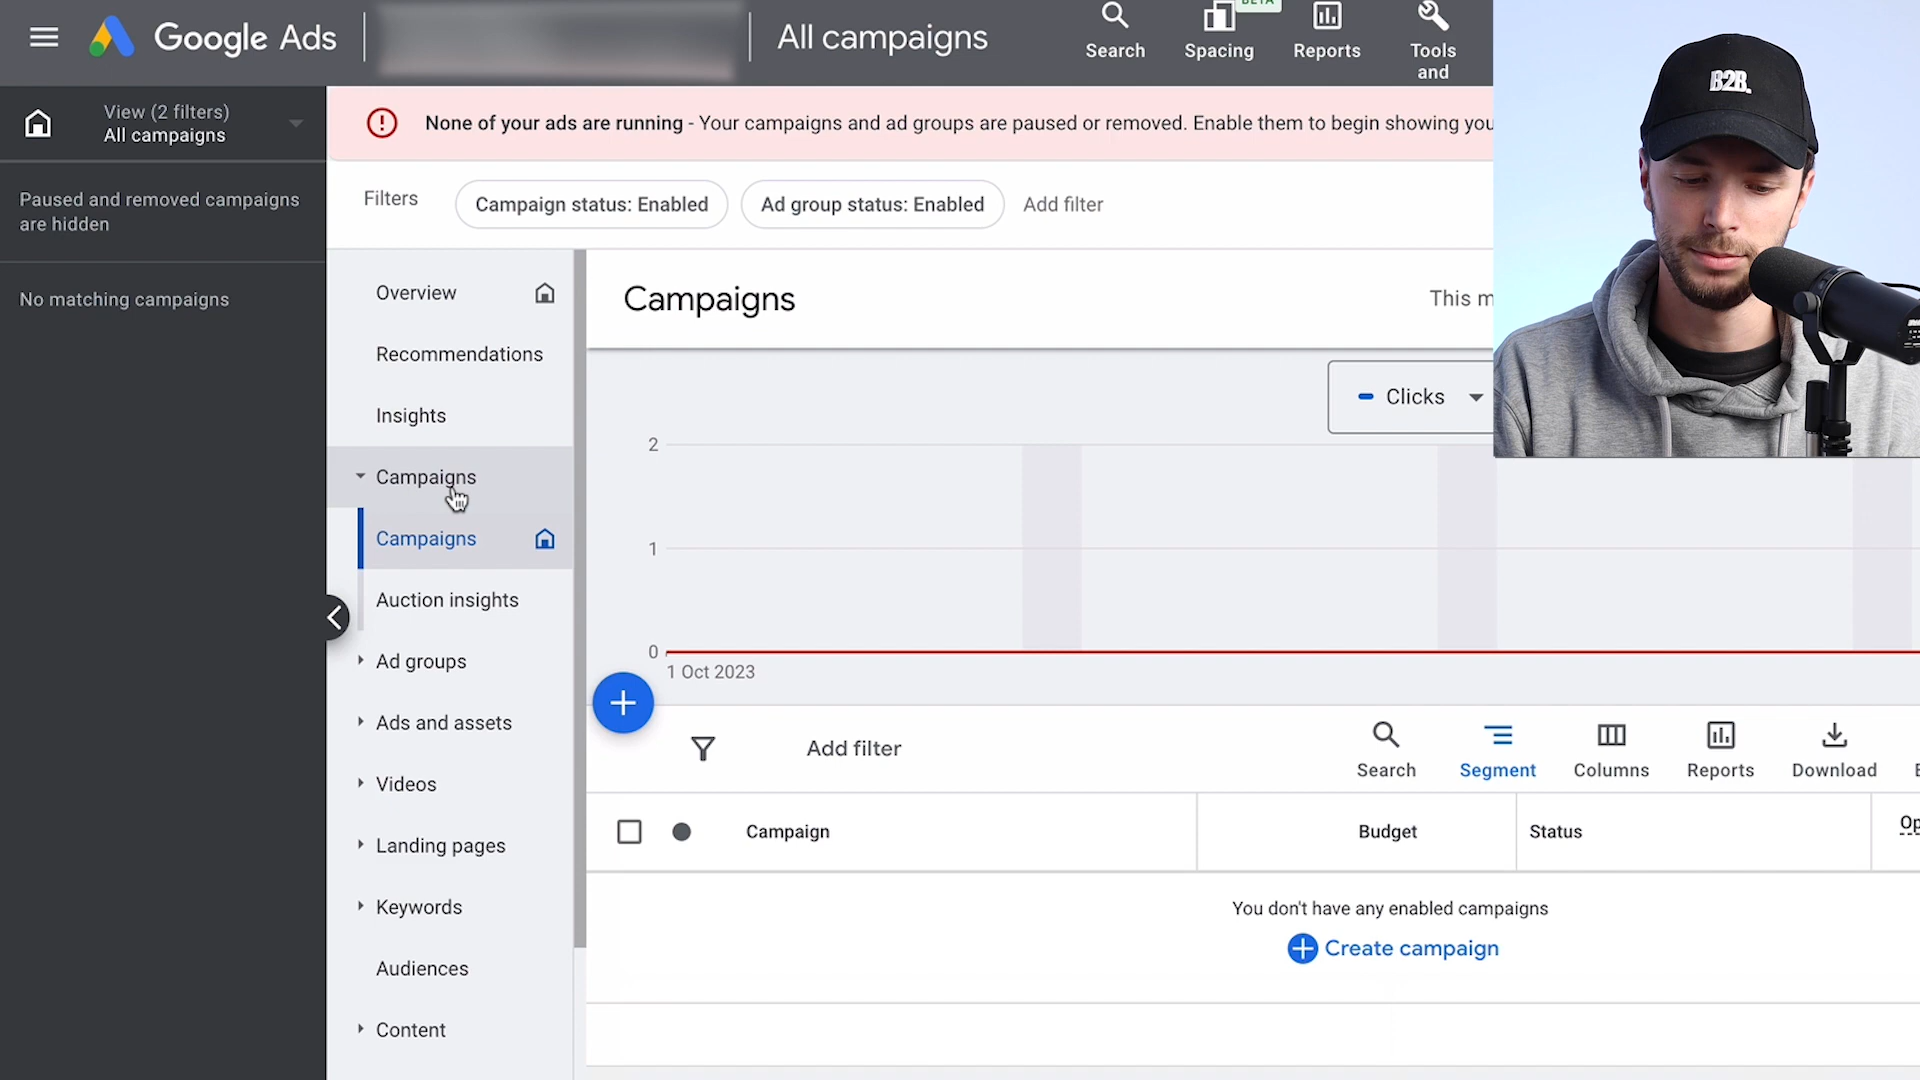 Google Ads
All campaigns
Search
BETA
Spacing
Reports
Tools
and
View (2 filters)
All campaigns
None of your ads are running - Your campaigns and ad groups are paused or removed. Enable them to begin showing you
Paused and removed campaigns
are hidden
Filters
Campaign status: Enabled
Ad group status: Enabled
Add filter
No matching campaigns
Overview
Recommendations
Insights
Campaigns
Campaigns
Auction insights
Ad groups
Ads and assets
Videos
Landing pages
Keywords
Audiences
Content
Campaigns
This m
Clicks
2
1
0
1 Oct 2023
Add filter
Search
Segment
Columns
Reports
Download
Campaign
Budget
Status
Op
You don't have any enabled campaigns
Create campaign
B2B.